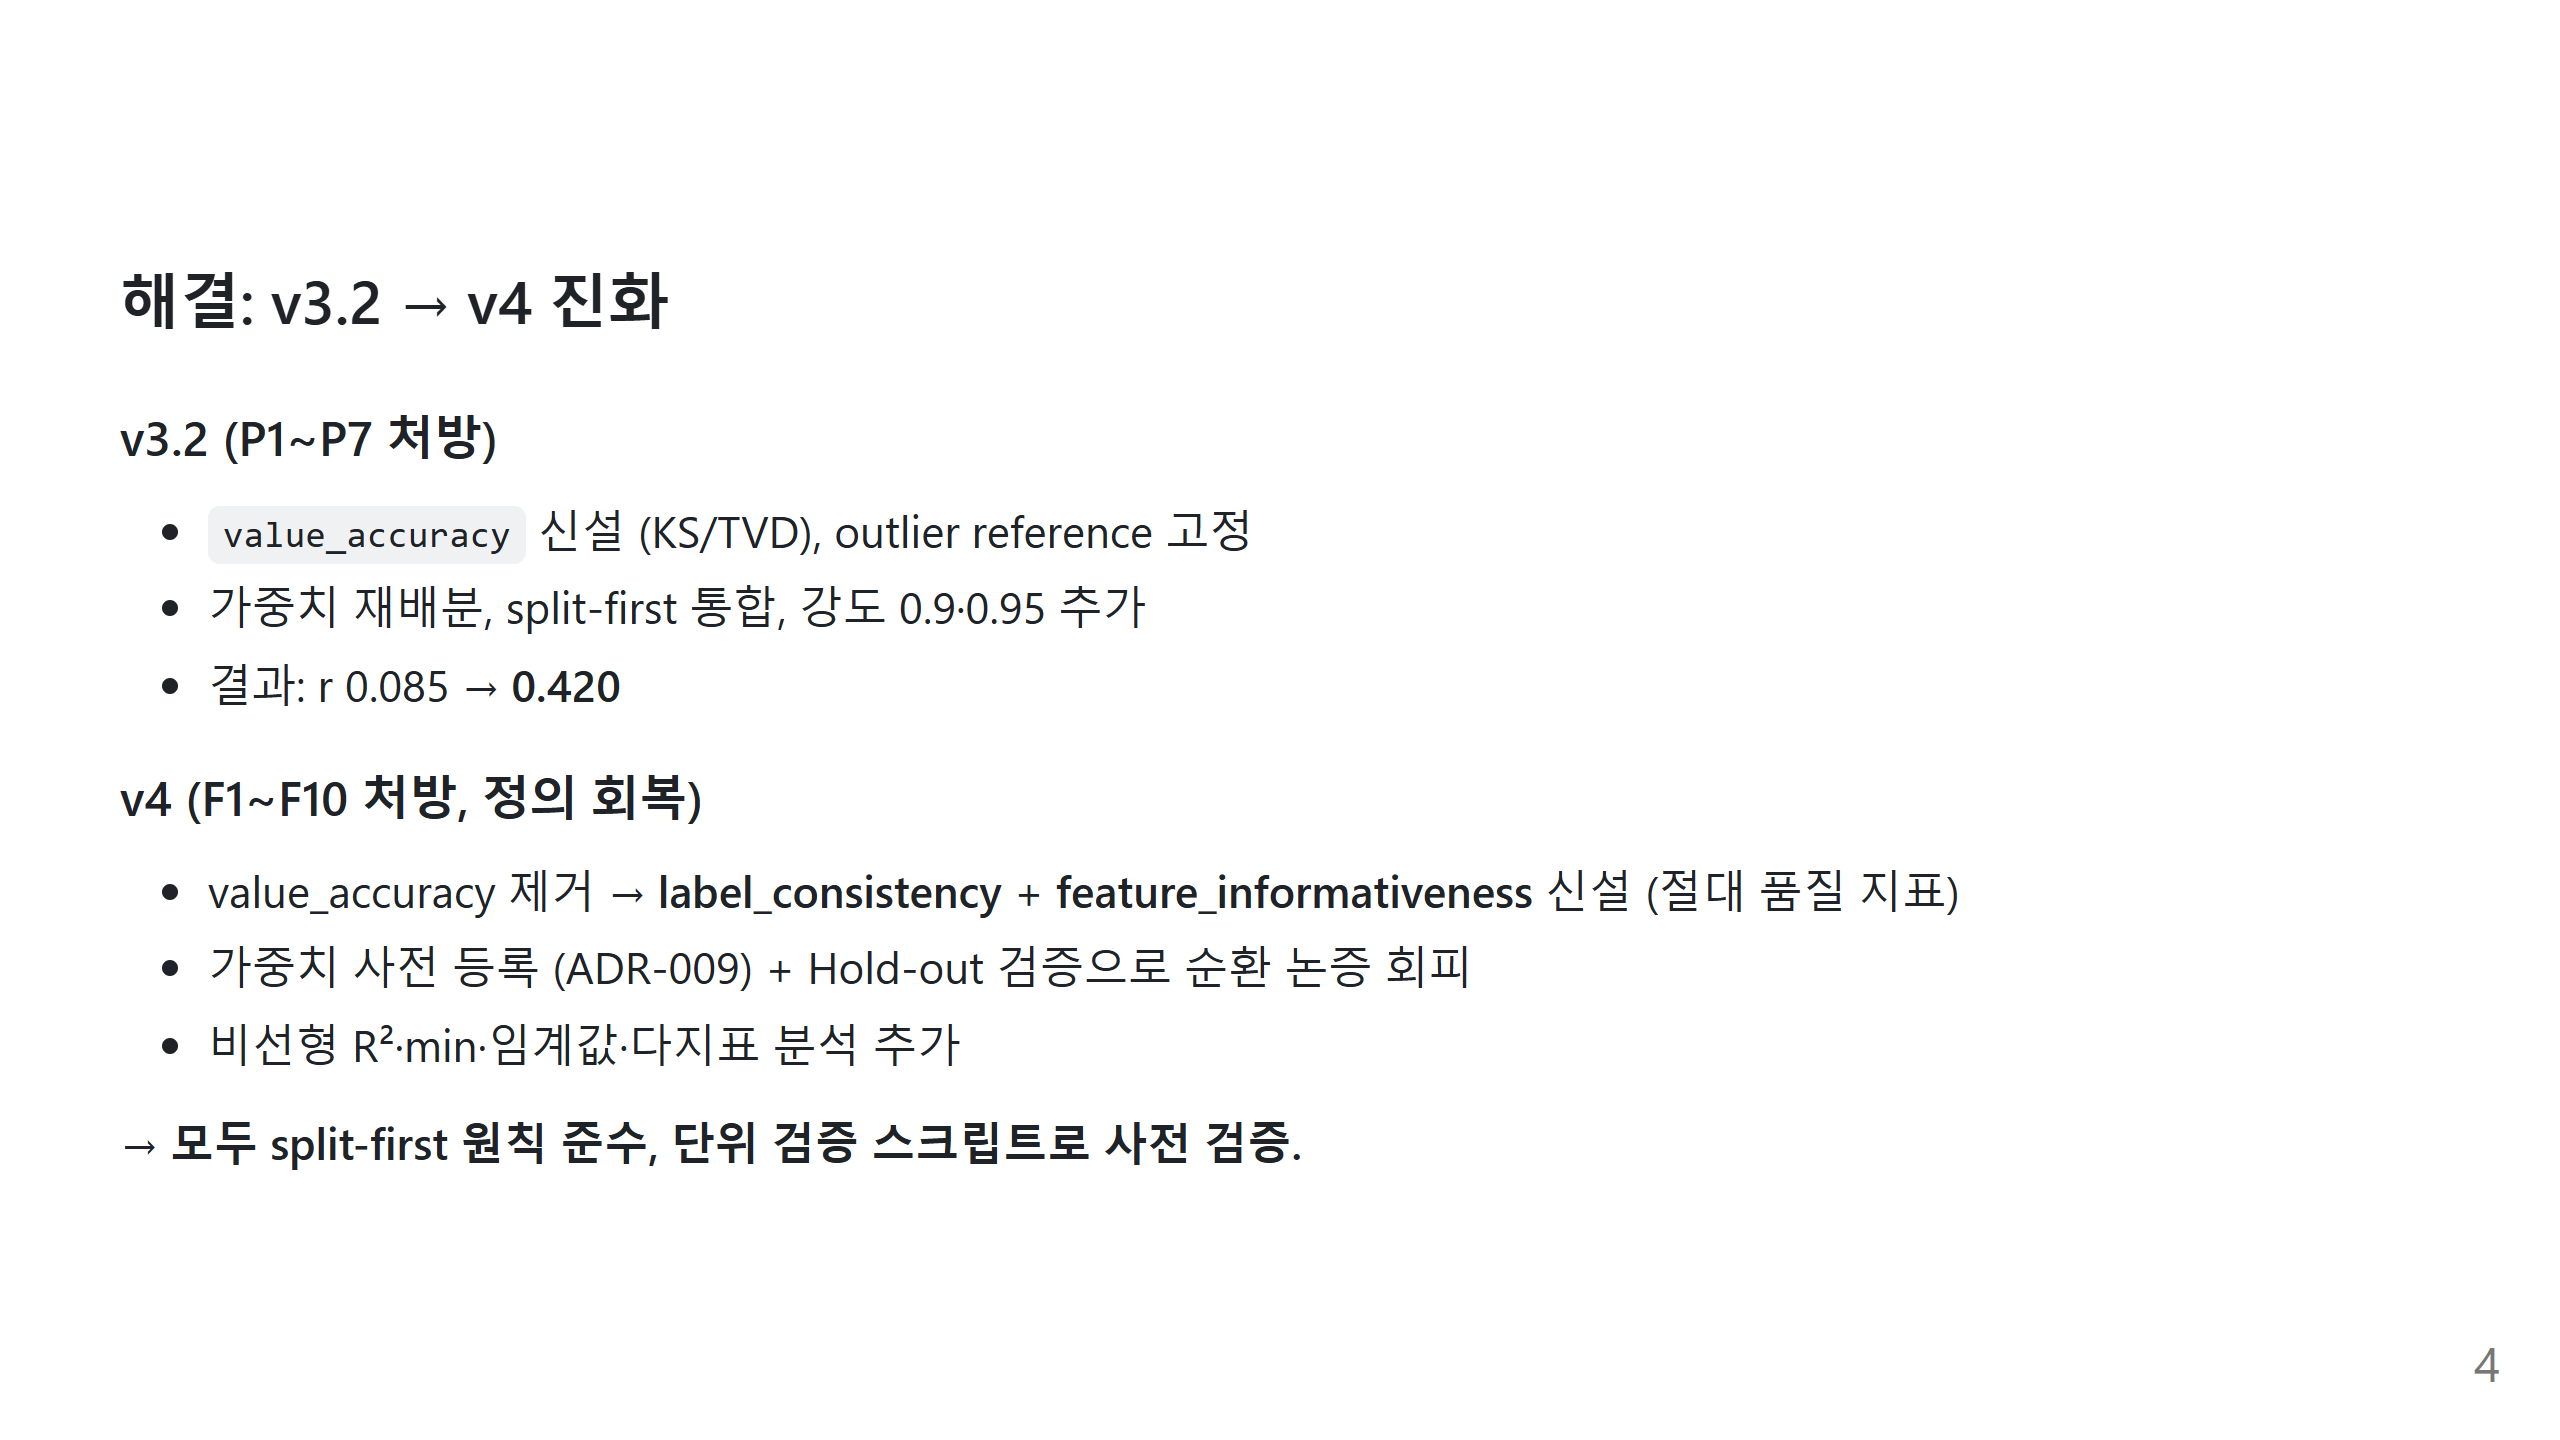 해결: v3.2 → v4 진화
v3.2 (P1~P7 처방)
• value_accuracy 신설 (KS/TVD), outlier reference 고정
• 가중치 재배분, split-first 통합, 강도 0.9·0.95 추가
• 결과: r 0.085 → 0.420
v4 (F1~F10 처방, 정의 회복)
• value_accuracy 제거 → label_consistency + feature_informativeness 신설 (절대 품질 지표)
• 가중치 사전 등록 (ADR-009) + Hold-out 검증으로 순환 논증 회피
• 비선형 R²·min·임계값·다지표 분석 추가
→ 모두 split-first 원칙 준수, 단위 검증 스크립트로 사전 검증.
4